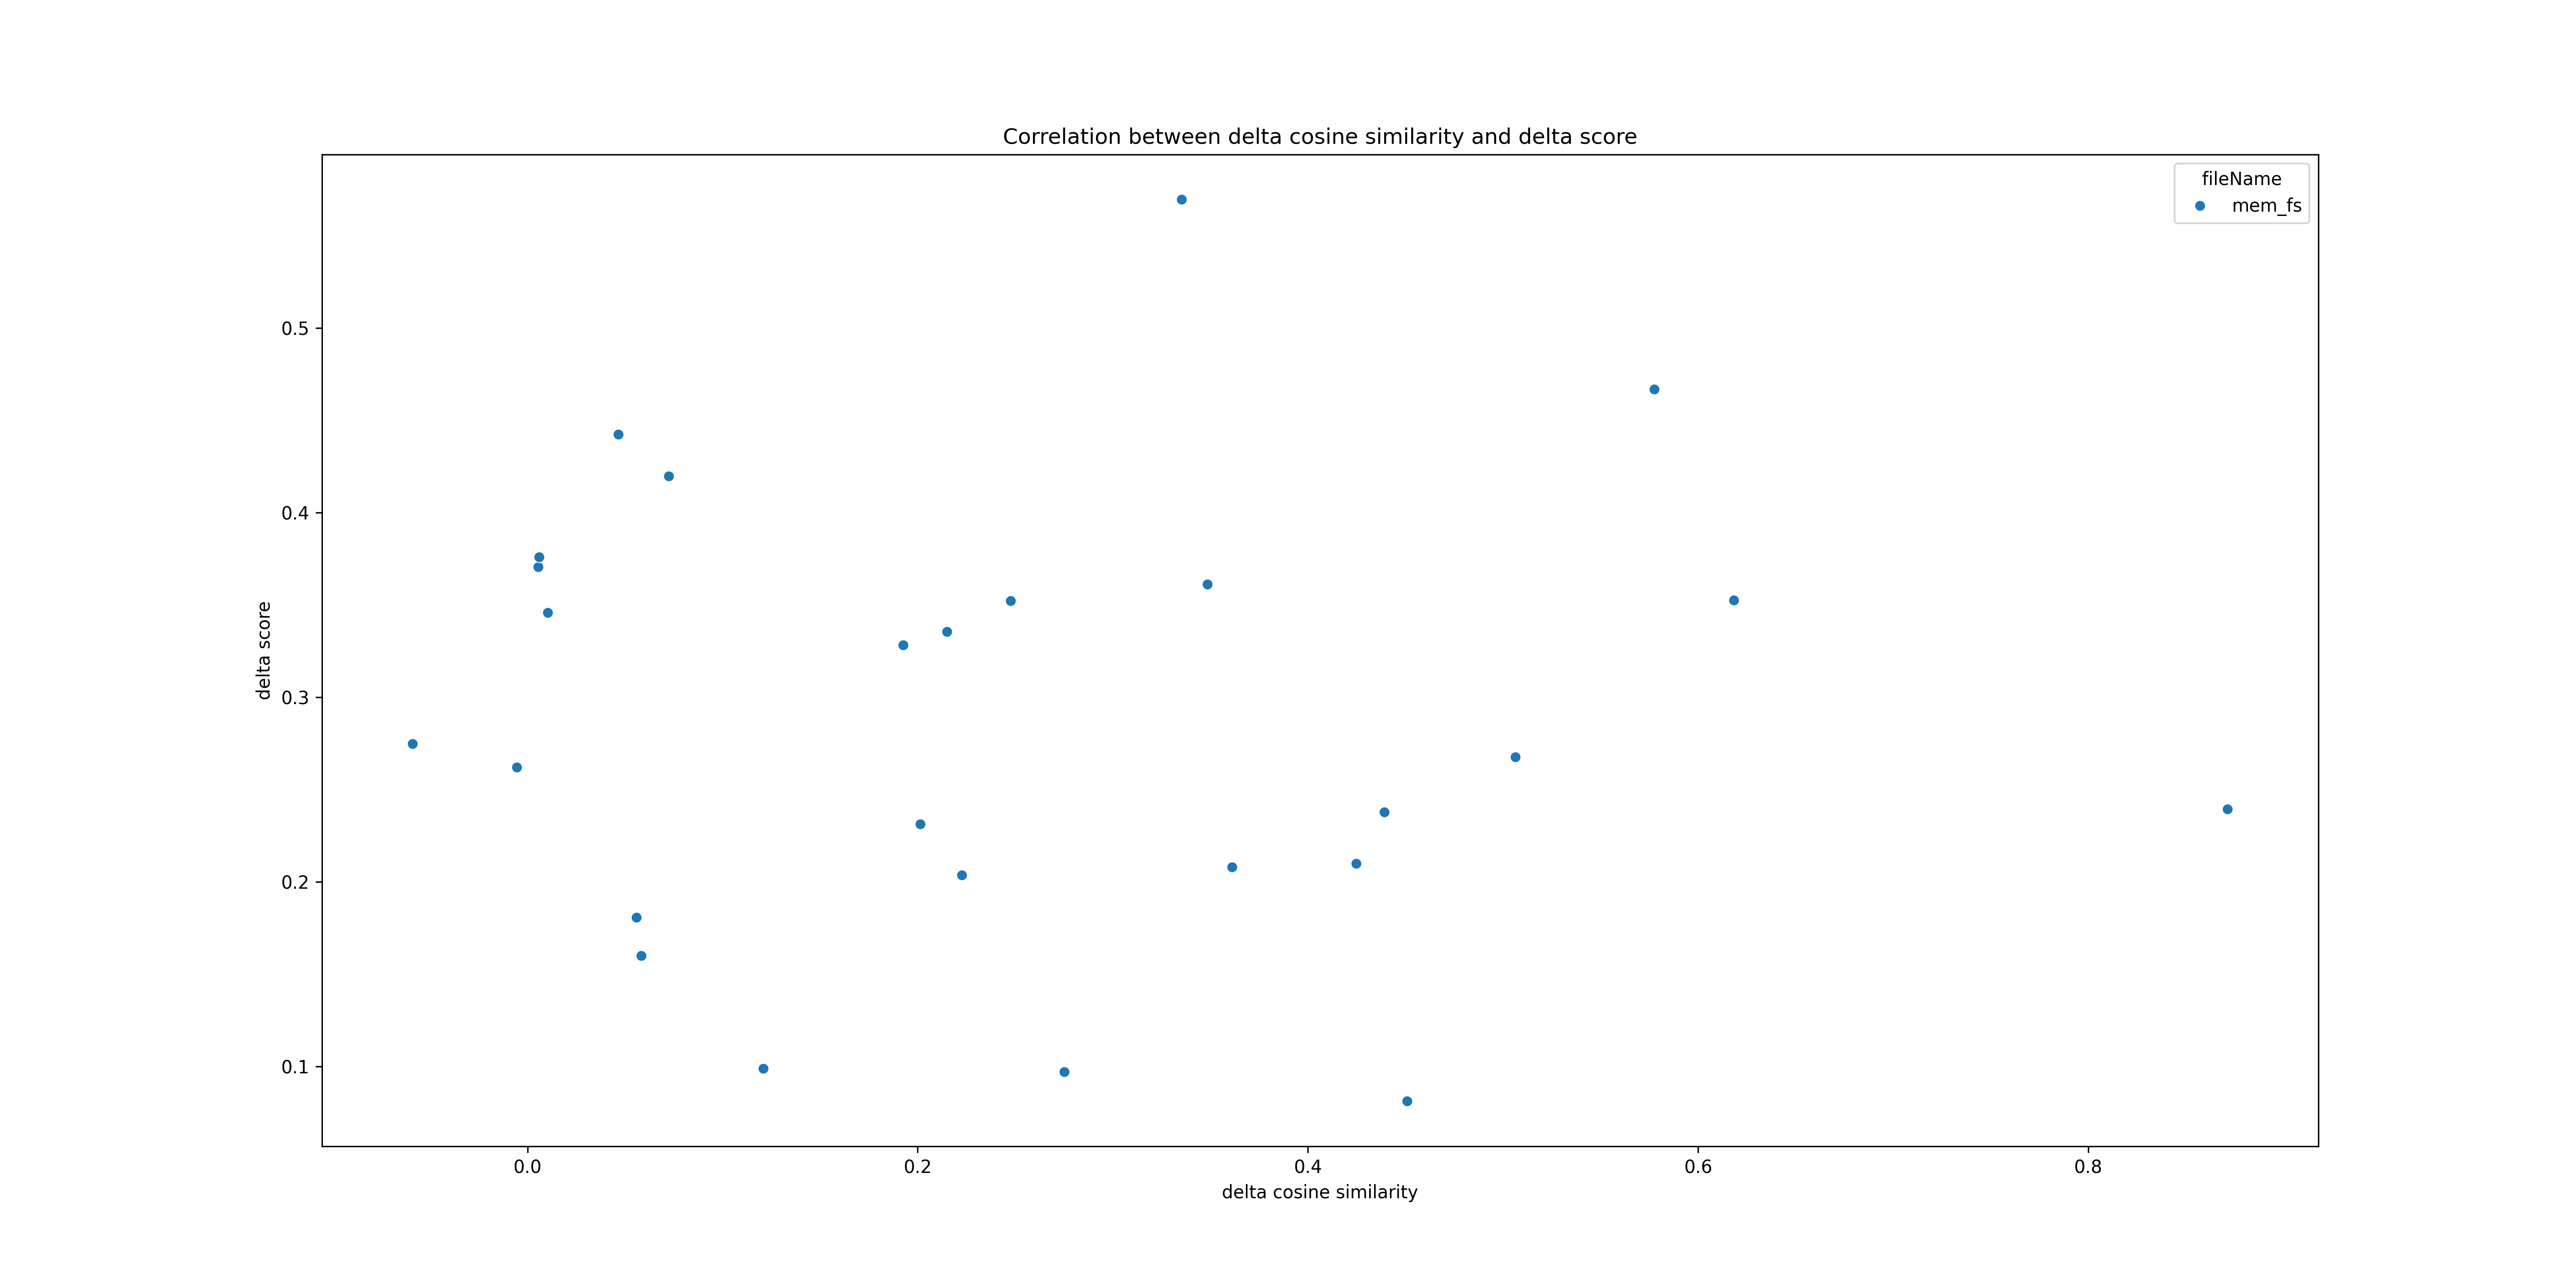 Correlation between delta cosine similarity and delta score
fileName
mem_fs
delta score
0.5
0.4
0.3
0.2
0.1
0.0 0.2 0.4 0.6 0.8
delta cosine similarity